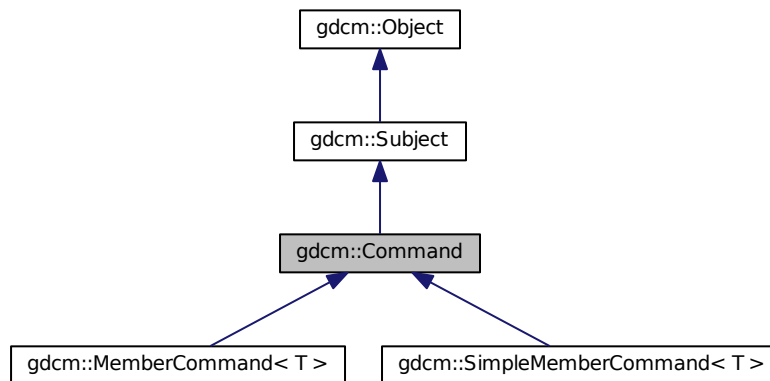 gdcm::Object
gdcm::Subject
gdcm::Command
gdcm::MemberCommand< T >
gdcm::SimpleMemberCommand< T >